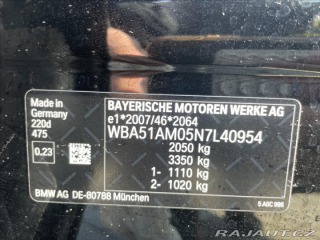 Made in
Germany
220d
475
0.23
BAYERISCHE MOTOREN WERKE AG
e1*2007/46*2064
WBA51AM05N7L40954
2050 kg
3350 kg
1- 1110 kg
2- 1020 kg
BMW AG DE-80788 München
RAJAUT.CZ